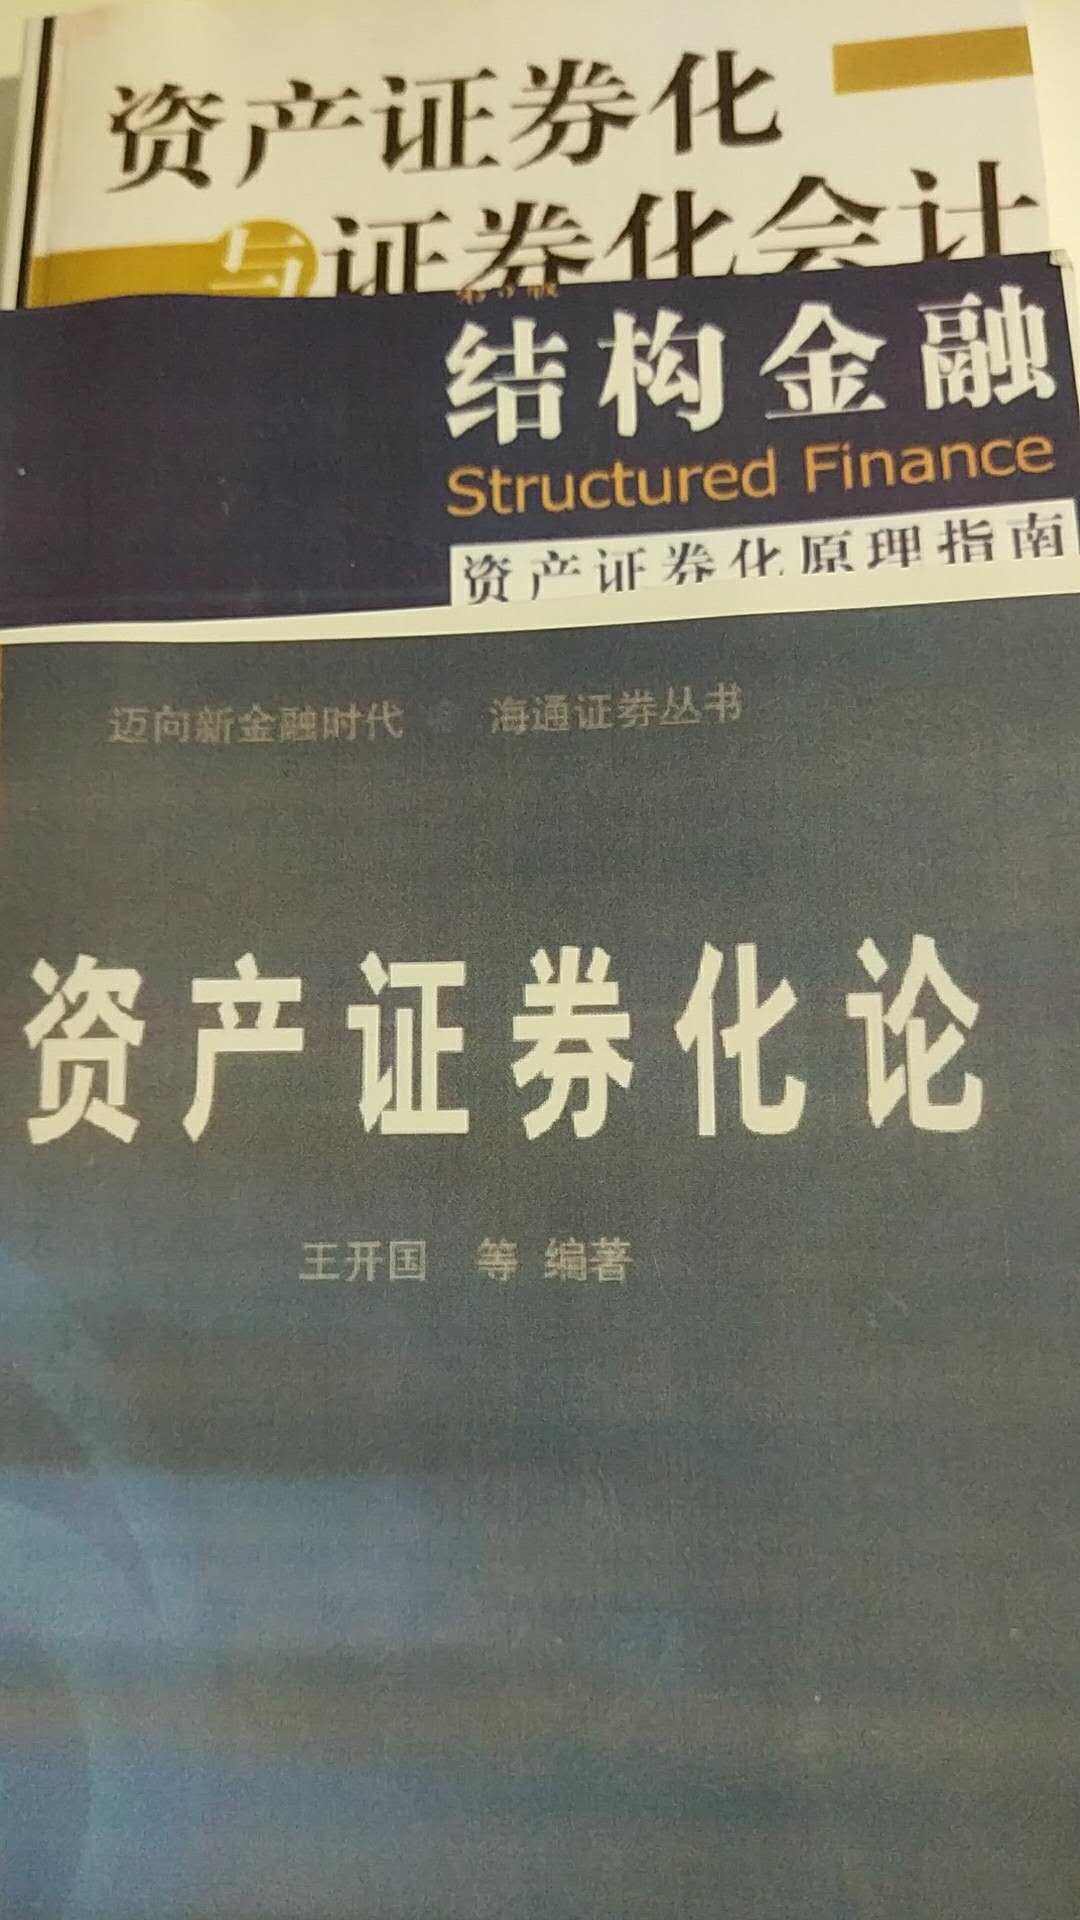 资产证券化
与证券化会计
结构金融
Structured Finance
资产证券化原理指南
迈向新金融时代 海通证券丛书
资产证券化论
王开国 等 编著